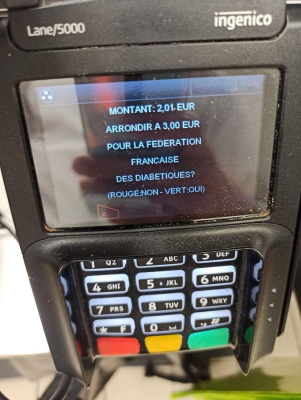 Lane/5000
ingenico
MONTANT: 2,01 EUR
ARRONDIR A 3,00 EUR
POUR LA FEDERATION
FRANCAISE
DES DIABETIQUES?
(ROUGE:NON - VERT:OUI)
1 QZ 2 ABC 3 DEF
4 GHI 5 JKL 6 MNO
7 PRS 8 TUV 9 WXY
* F 0 . #